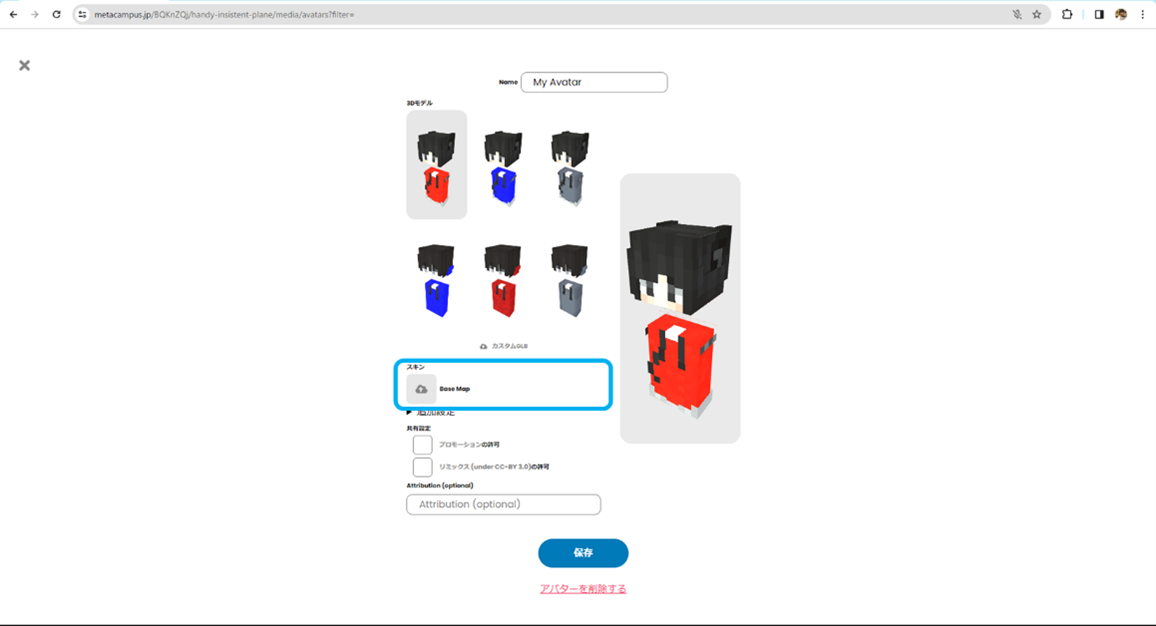 metacampus.jp/BQKnZQj/handy-insistent-plane/media/avatars?filter=
Name My Avatar
3Dモデル
カスタムGLB
スキン
Base Map
追加設定
共有設定
プロモーションの許可
リミックス (under CC-BY 3.0)の許可
Attribution (optional)
Attribution (optional)
保存
アバターを削除する